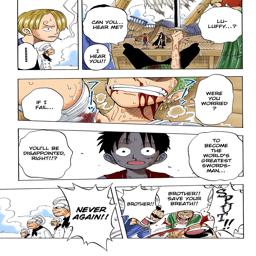 LU-
LUFFY...?
CAN YOU...
HEAR ME?
I
HEAR
YOU!!
WERE
YOU
WORRIED
?
IF I
FAIL...
TO
BECOME
THE
WORLD'S
GREATEST
SWORDS-
MAN...
YOU'LL BE
DISAPPOINTED,
RIGHT!!?
SPLIT!!
BROTHER!!
SAVE YOUR
BREATH!!
BROTHER!!
NEVER
AGAIN!!